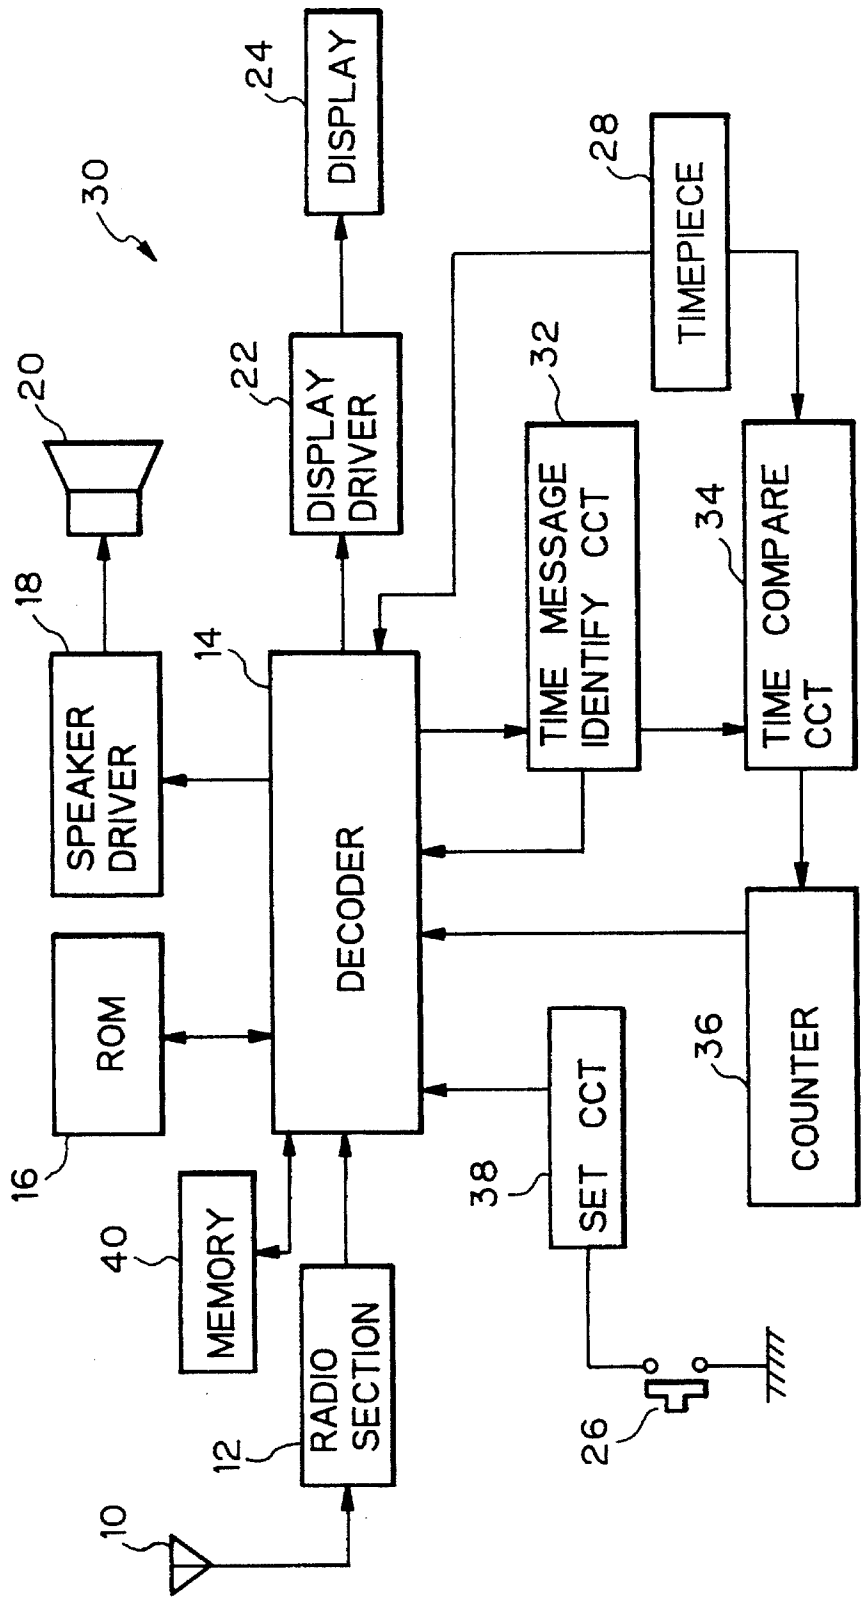 30
10
12
RADIO
SECTION
40
MEMORY
16
ROM
14
DECODER
18
SPEAKER
DRIVER
20
22
DISPLAY
DRIVER
24
DISPLAY
26
38
SET CCT
36
COUNTER
32
TIME MESSAGE
IDENTIFY CCT
34
TIME COMPARE
CCT
28
TIMEPIECE